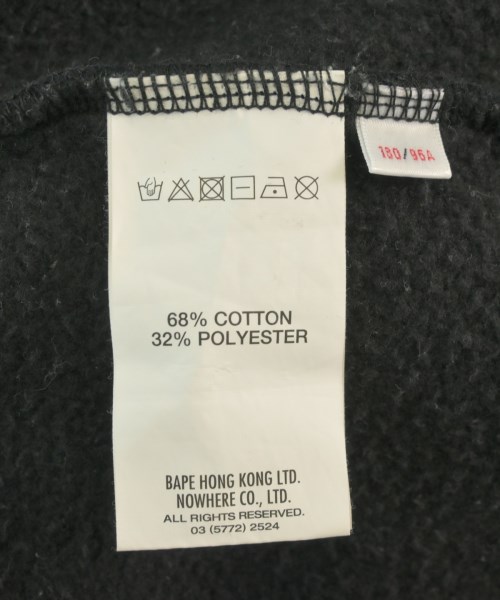 180/95A
68% COTTON
32% POLYESTER
BAPE HONG KONG LTD.
NOWHERE CO., LTD.
ALL RIGHTS RESERVED.
03 (5772) 2524